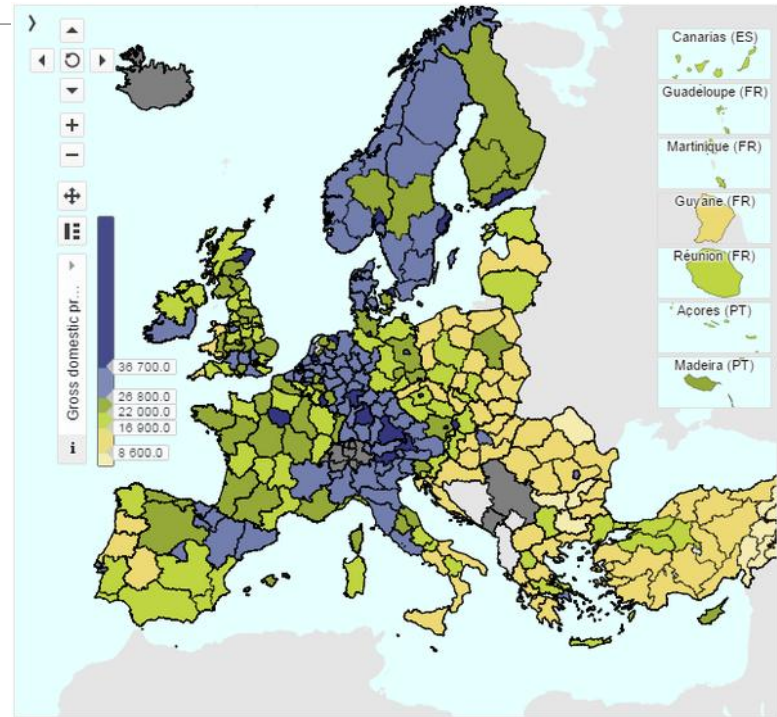 Canarias (ES)
Guadeloupe (FR)
Martinique (FR)
Guyane (FR)
Réunion (FR)
Açores (PT)
Madeira (PT)
Gross domestic pr...
36 700.0
26 800.0
22 000.0
16 900.0
8 600.0
i